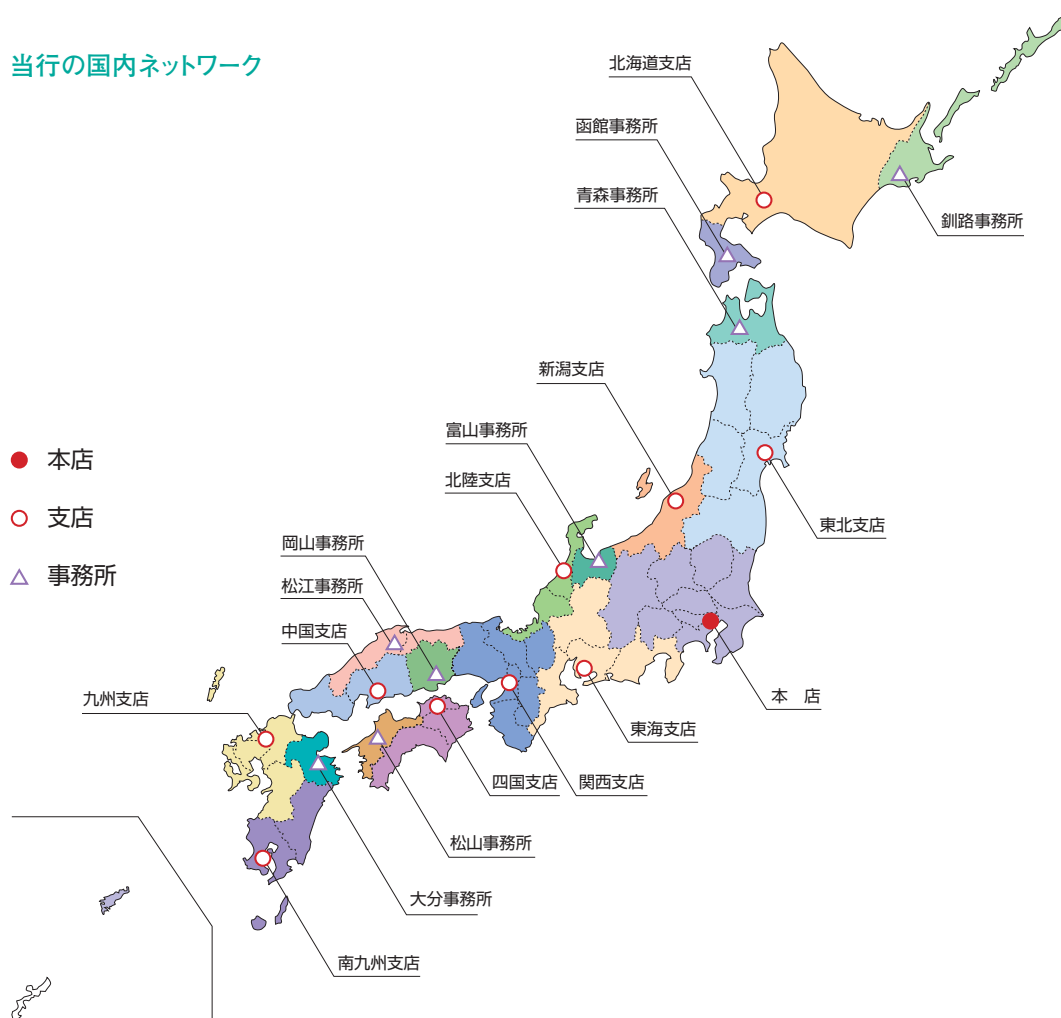 当行の国内ネットワーク
北海道支店
函館事務所
青森事務所
釧路事務所
新潟支店
富山事務所
北陸支店
東北支店
本店
支店
事務所
岡山事務所
松江事務所
中国支店
九州支店
本　店
東海支店
四国支店
関西支店
松山事務所
大分事務所
南九州支店